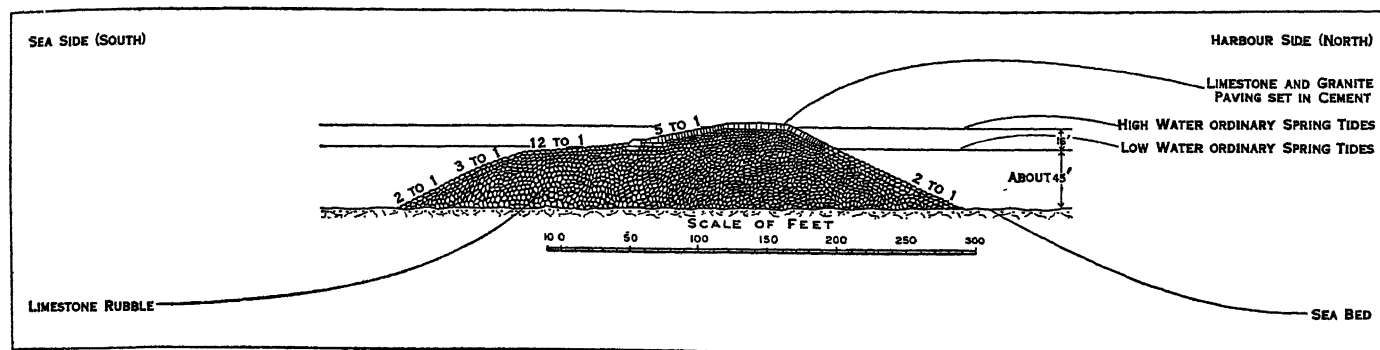 SEA SIDE (SOUTH)
HARBOUR SIDE (NORTH)
LIMESTONE AND GRANITE
PAVING SET IN CEMENT
5 TO 1
HIGH WATER ORDINARY SPRING TIDES
12 TO 1
LOW WATER ORDINARY SPRING TIDES
3 TO 1
2 TO 1
2 TO 1
ABOUT 45'
SCALE OF FEET
10 0 50 100 150 200 250 300
LIMESTONE RUBBLE
SEA BED